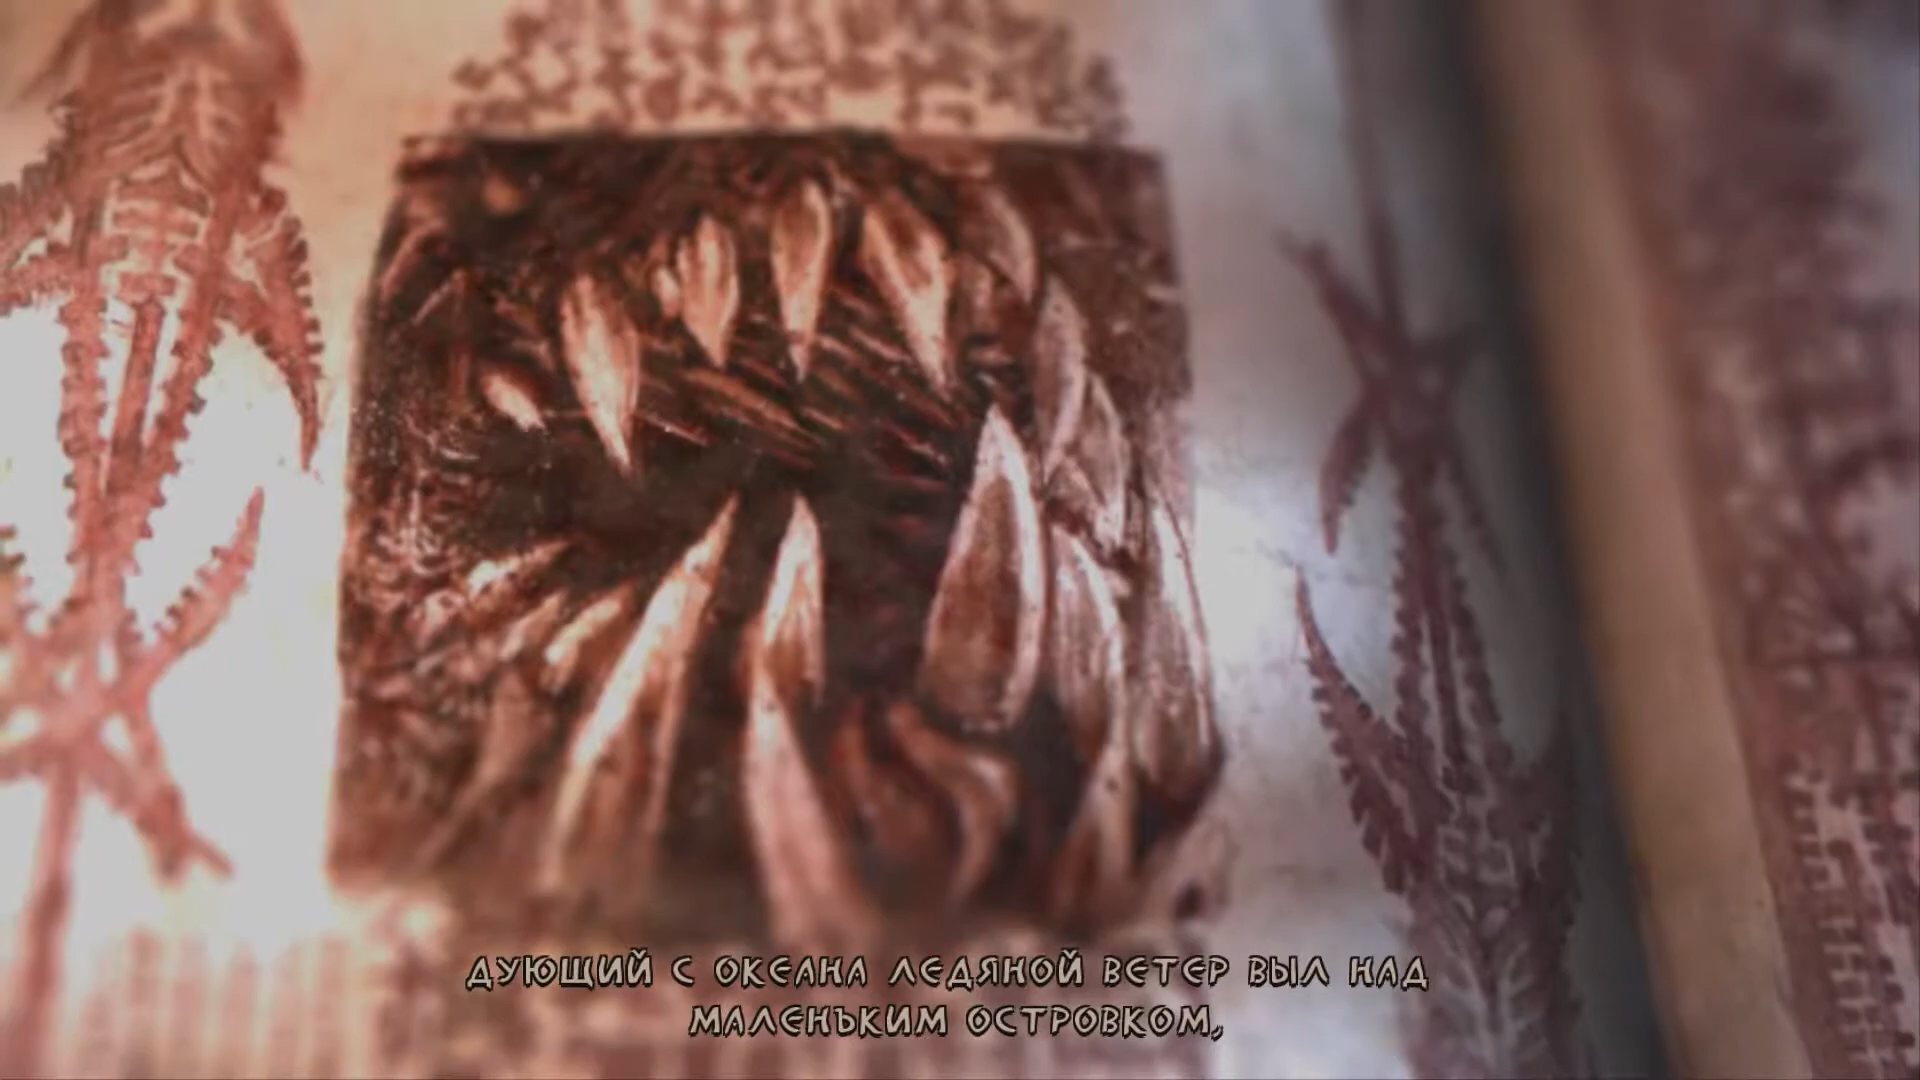 ДУЮЩИЙ С ОКЕАНА ЛЕДЯНОЙ ВЕТЕР ВЫЛ НАД
МАЛЕНЬКИМ ОСТРОВКОМ,